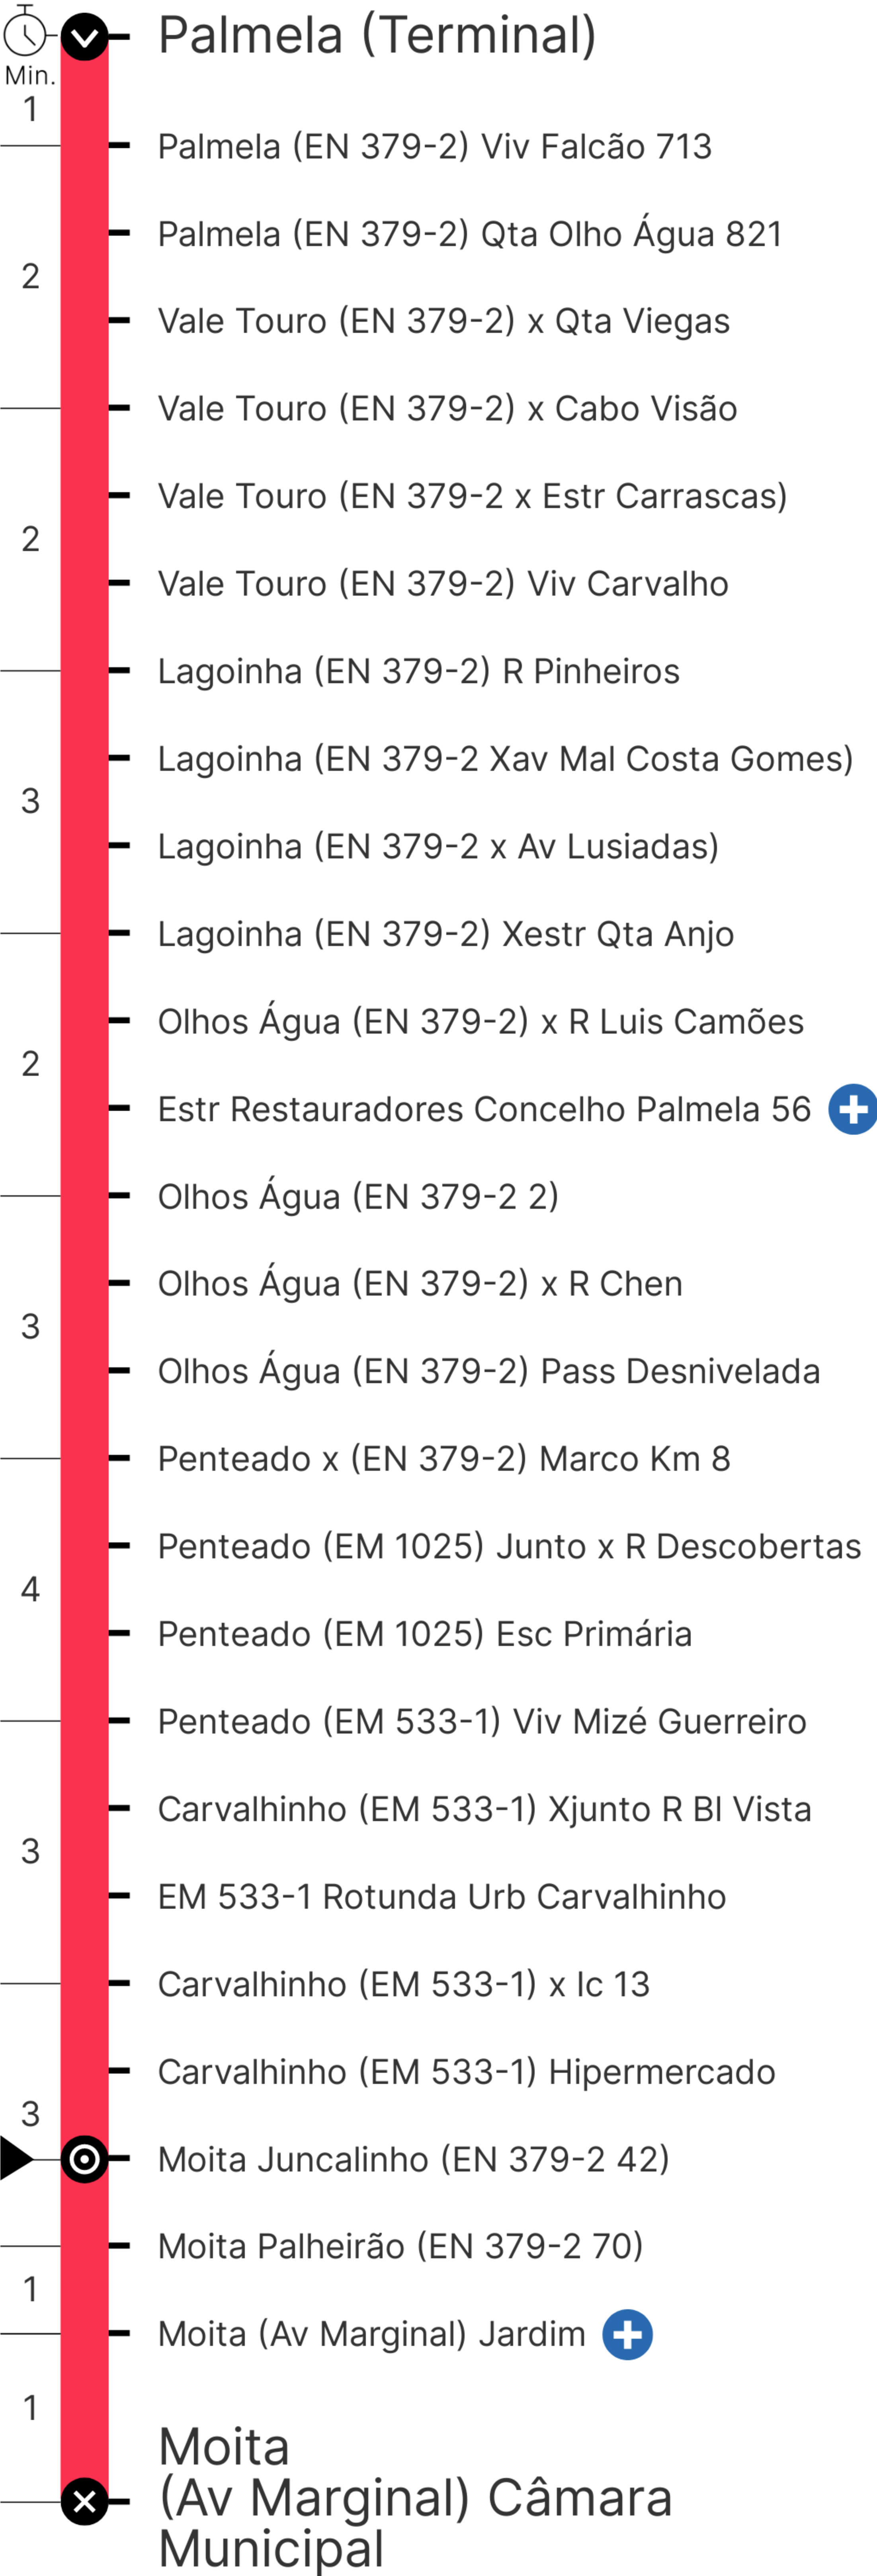 Palmela (Terminal)
Min.
1
Palmela (EN 379-2) Viv Falcão 713
Palmela (EN 379-2) Qta Olho Água 821
2
Vale Touro (EN 379-2) x Qta Viegas
Vale Touro (EN 379-2) x Cabo Visão
Vale Touro (EN 379-2 x Estr Carrascas)
2
Vale Touro (EN 379-2) Viv Carvalho
Lagoinha (EN 379-2) R Pinheiros
Lagoinha (EN 379-2 Xav Mal Costa Gomes)
3
Lagoinha (EN 379-2 x Av Lusiadas)
Lagoinha (EN 379-2) Xestr Qta Anjo
Olhos Água (EN 379-2) x R Luis Camões
2
Estr Restauradores Concelho Palmela 56
Olhos Água (EN 379-2 2)
Olhos Água (EN 379-2) x R Chen
3
Olhos Água (EN 379-2) Pass Desnivelada
Penteado x (EN 379-2) Marco Km 8
Penteado (EM 1025) Junto x R Descobertas
4
Penteado (EM 1025) Esc Primária
Penteado (EM 533-1) Viv Mizé Guerreiro
Carvalhinho (EM 533-1) Xjunto R Bl Vista
3
EM 533-1 Rotunda Urb Carvalhinho
Carvalhinho (EM 533-1) x Ic 13
Carvalhinho (EM 533-1) Hipermercado
3
Moita Juncalinho (EN 379-2 42)
Moita Palheirão (EN 379-2 70)
1
Moita (Av Marginal) Jardim
1
Moita
(Av Marginal) Câmara
Municipal